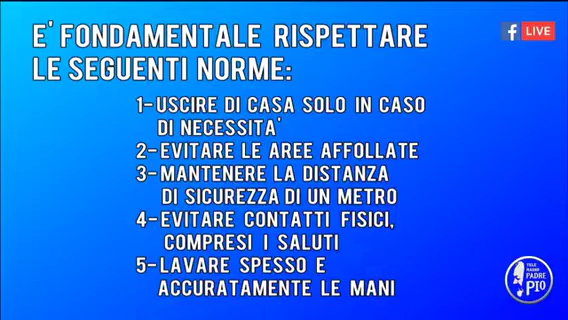 E' FONDAMENTALE RISPETTARE
LE SEGUENTI NORME:
f LIVE
1-USCIRE DI CASA SOLO IN CASO
DI NECESSITA'
2-EVITARE LE AREE AFFOLLATE
3-MANTENERE LA DISTANZA
DI SICUREZZA DI UN METRO
4-EVITARE CONTATTI FISICI,
COMPRESI I SALUTI
5-LAVARE SPESSO E
ACCURATAMENTE LE MANI
TELE
RADIO
PADRE
PIO